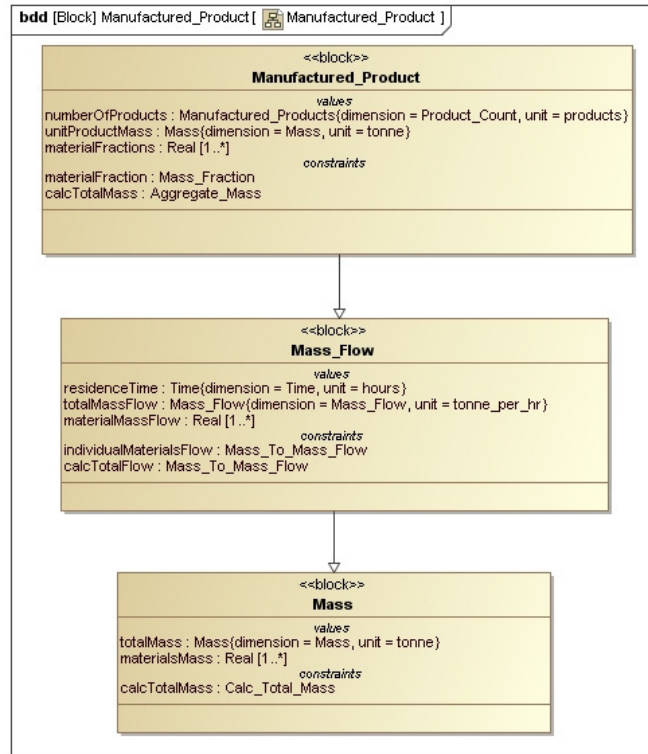 bdd [Block] Manufactured_Product [ Manufactured_Product ]
<<block>>
Manufactured_Product
values
numberOfProducts : Manufactured_Products{dimension = Product_Count, unit = products}
unitProductMass : Mass{dimension = Mass, unit = tonne}
materialFractions : Real [1..*]
constraints
materialFraction : Mass_Fraction
calcTotalMass : Aggregate_Mass
<<block>>
Mass_Flow
values
residenceTime : Time{dimension = Time, unit = hours}
totalMassFlow : Mass_Flow{dimension = Mass_Flow, unit = tonne_per_hr}
materialMassFlow : Real [1..*]
constraints
individualMaterialsFlow : Mass_To_Mass_Flow
calcTotalFlow : Mass_To_Mass_Flow
<<block>>
Mass
values
totalMass : Mass{dimension = Mass, unit = tonne}
materialsMass : Real [1..*]
constraints
calcTotalMass : Calc_Total_Mass